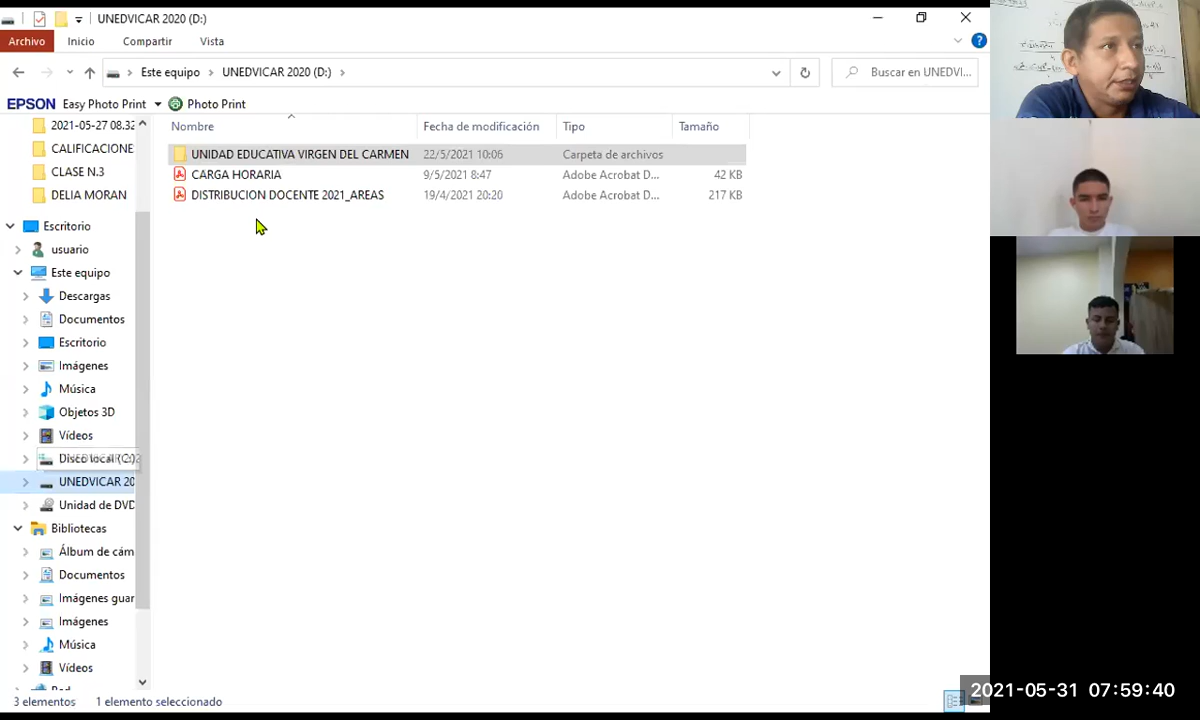 UNEDVICAR 2020 (D:)
Archivo Inicio Compartir Vista
Este equipo UNEDVICAR 2020 (D:)
Buscar en UNEDVI...
EPSON Easy Photo Print Photo Print
Nombre Fecha de modificación Tipo Tamaño
UNIDAD EDUCATIVA VIRGEN DEL CARMEN 22/5/2021 10:06 Carpeta de archivos
CARGA HORARIA 9/5/2021 8:47 Adobe Acrobat D... 42 KB
DISTRIBUCION DOCENTE 2021_AREAS 19/4/2021 20:20 Adobe Acrobat D... 217 KB
2021-05-27 08.32
CALIFICACIONE
CLASE N.3
DELIA MORAN
Escritorio
usuario
Este equipo
Descargas
Documentos
Escritorio
Imágenes
Música
Objetos 3D
Vídeos
Disco local (C:)
UNEDVICAR 20
Unidad de DVD
Bibliotecas
Álbum de cám
Documentos
Imágenes guar
Imágenes
Música
Vídeos
Red
3 elementos 1 elemento seleccionado
2021-05-31 07:59:40